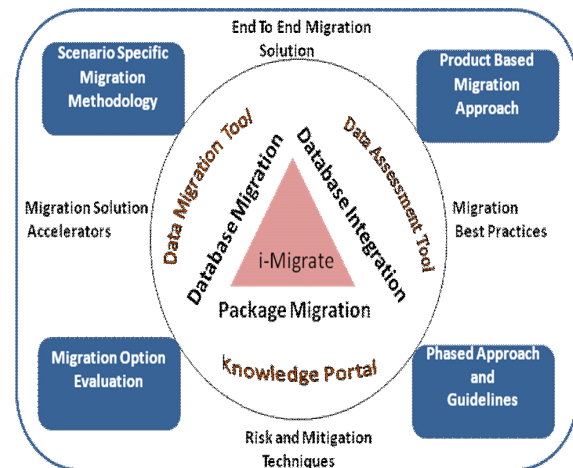 End To End Migration
Solution
Scenario Specific
Migration
Methodology
Product Based
Migration
Approach
Data Migration Tool
Database Migration
Database Integration
Data Assessment Tool
Migration Solution
Accelerators
Migration
Best Practices
i-Migrate
Package Migration
Knowledge Portal
Migration Option
Evaluation
Phased Approach
and
Guidelines
Risk and Mitigation
Techniques